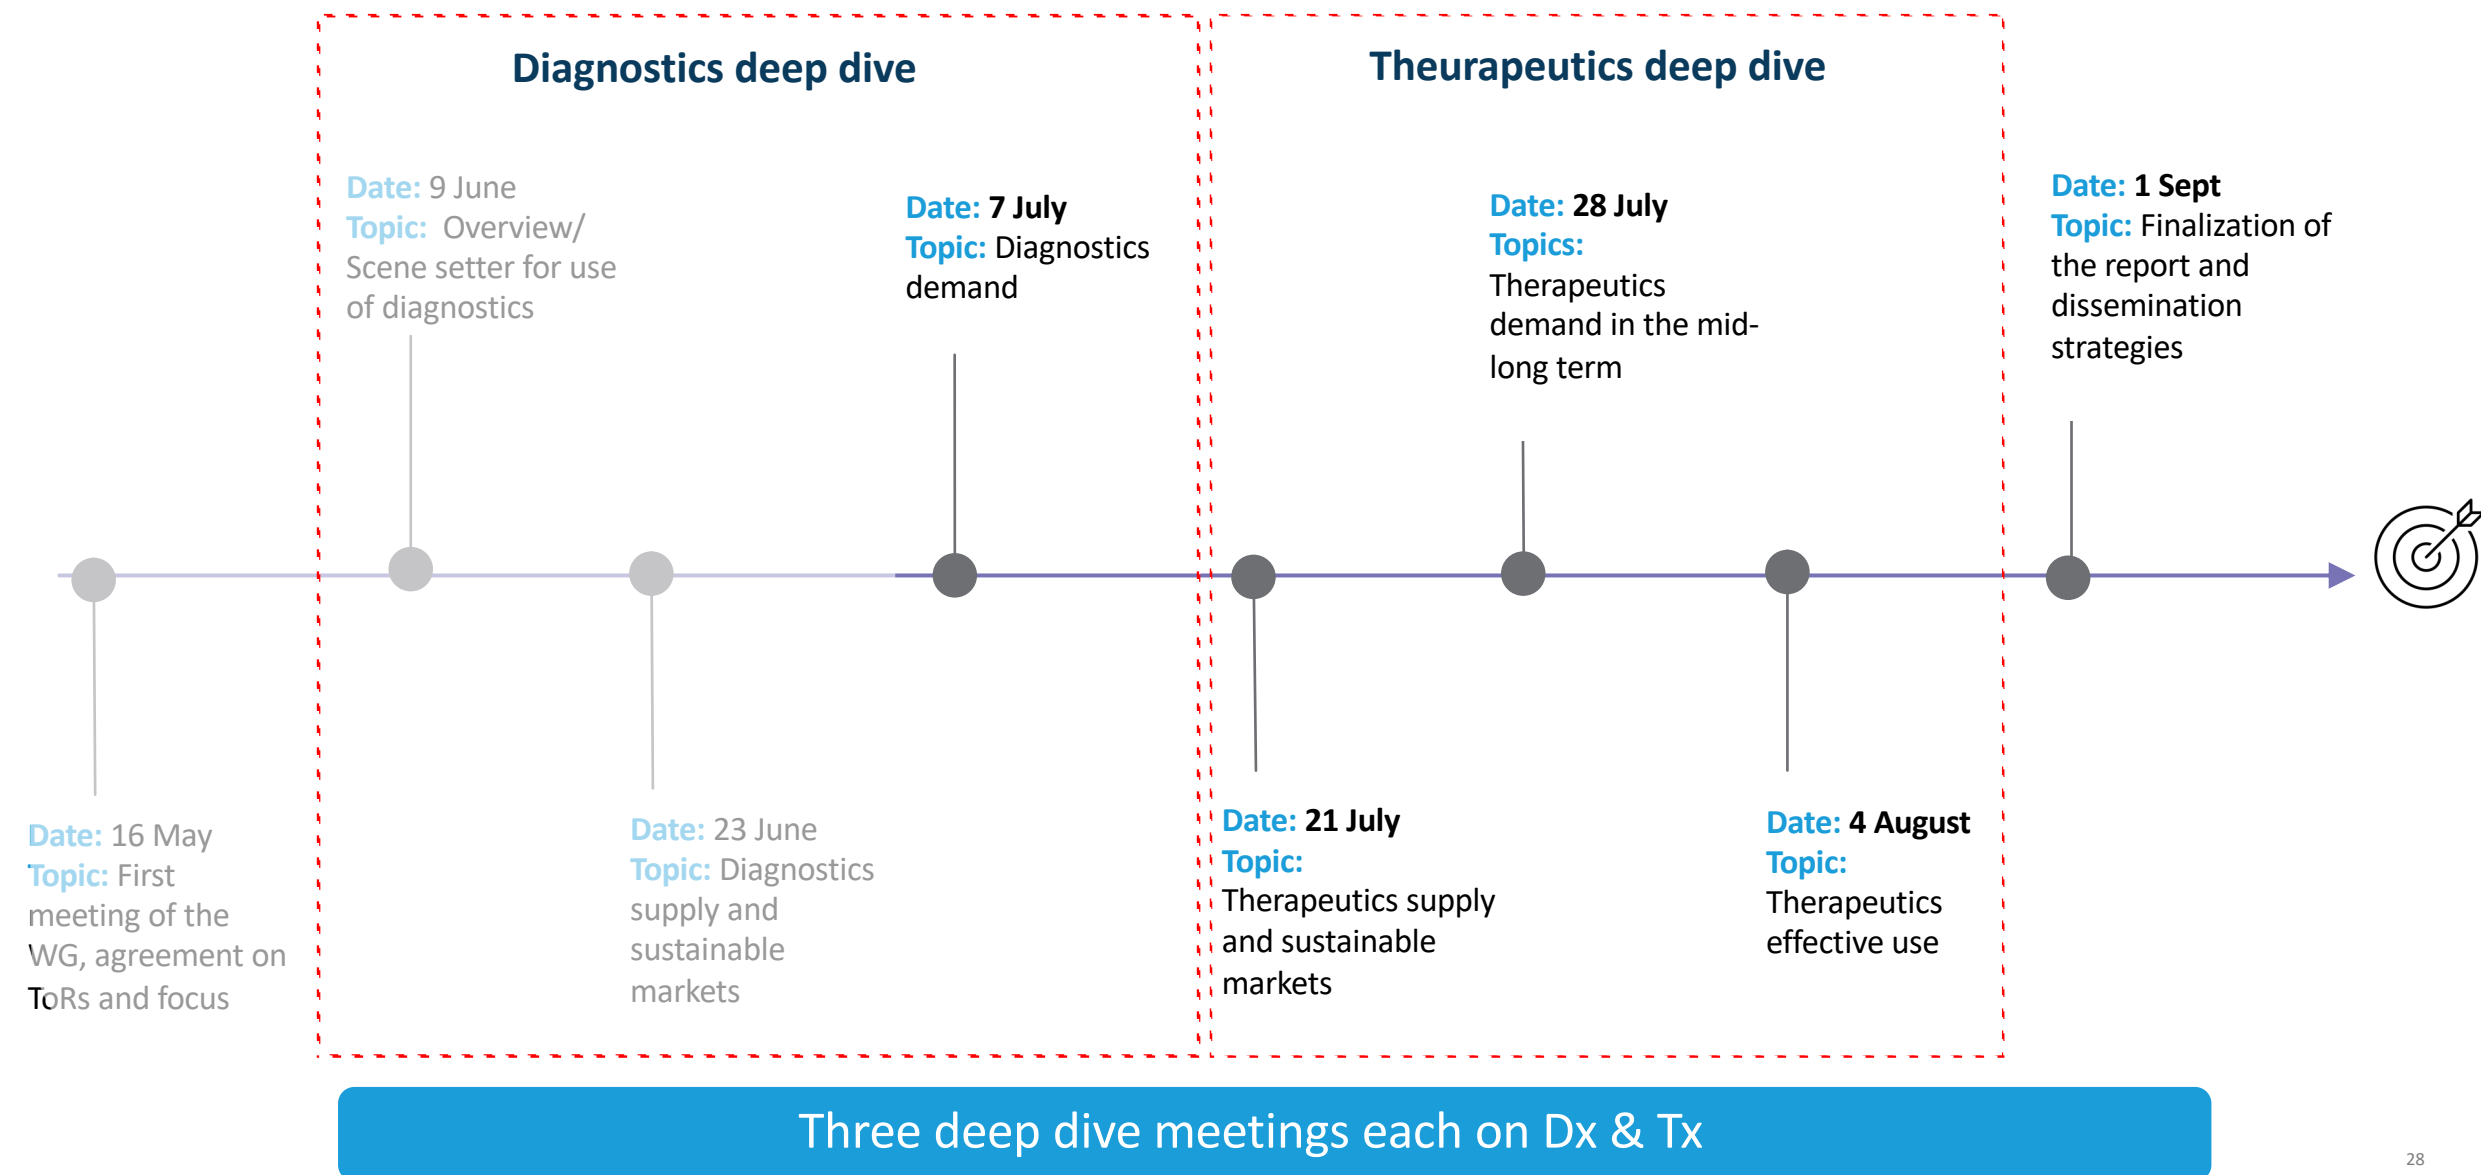 Diagnostics deep dive
Theurapeutics deep dive
Date: 9 June
Topic:  Overview/
Scene setter for use
of diagnostics
Date: 7 July
Topic: Diagnostics
demand
Date: 28 July
Topics:
Therapeutics
demand in the mid-
long term
Date: 1 Sept
Topic: Finalization of
the report and
dissemination
strategies
Date: 16 May
Topic: First
meeting of the
WG, agreement on
ToRs and focus
Date: 23 June
Topic: Diagnostics
supply and
sustainable
markets
Date: 21 July
Topic:
Therapeutics supply
and sustainable
markets
Date: 4 August
Topic:
Therapeutics
effective use
Three deep dive meetings each on Dx & Tx
28